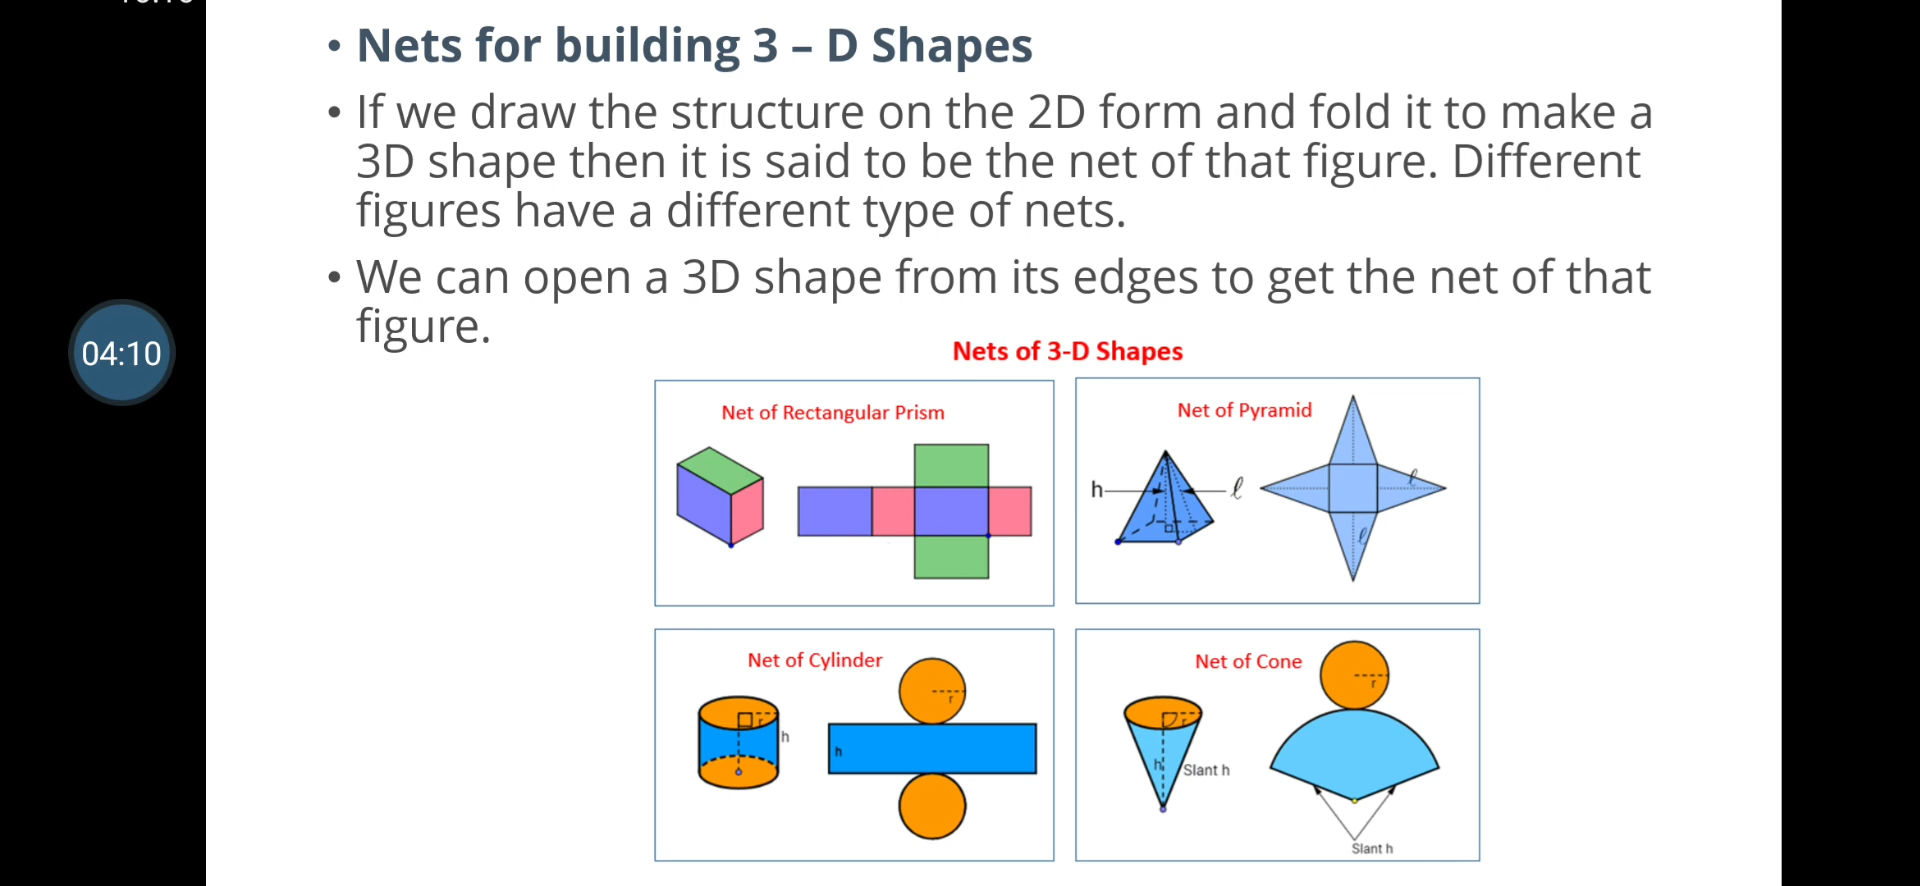 • Nets for building 3 – D Shapes
• If we draw the structure on the 2D form and fold it to make a
3D shape then it is said to be the net of that figure. Different
figures have a different type of nets.
• We can open a 3D shape from its edges to get the net of that
figure.
04:10
Nets of 3-D Shapes
Net of Rectangular Prism
Net of Pyramid
h
ℓ
ℓ
ℓ
Net of Cylinder
r
r
h
h
Net of Cone
r
r
h
Slant h
Slant h